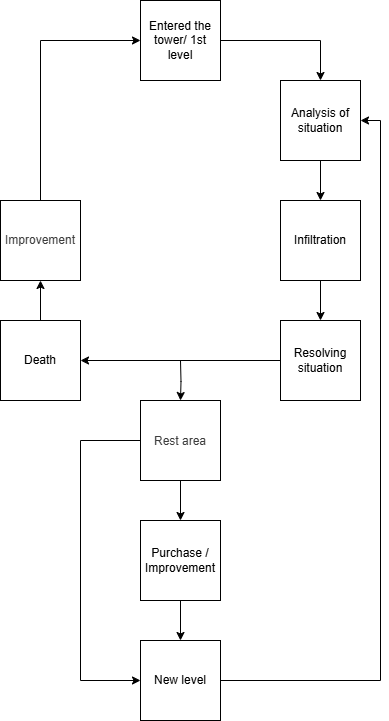 Entered the
tower/ 1st
level
Analysis of
situation
Improvement
Infiltration
Death
Resolving
situation
Rest area
Purchase /
Improvement
New level